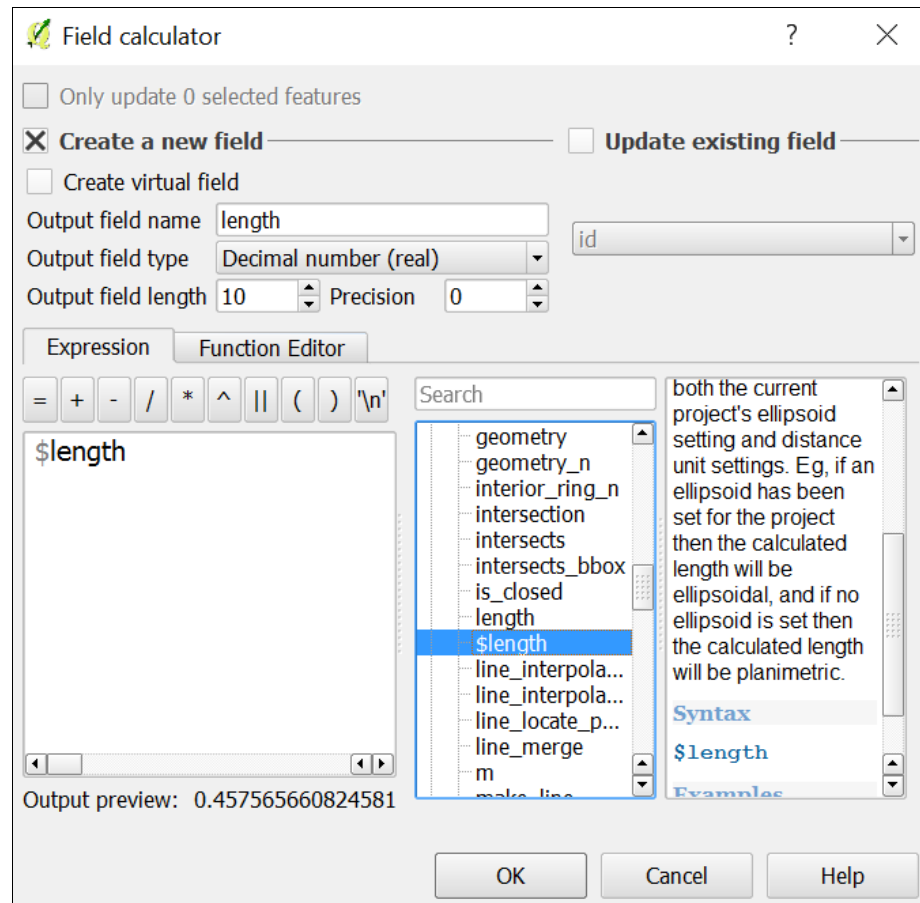 Field calculator
?
Only update 0 selected features
Create a new field
Update existing field
Create virtual field
Output field name length
id
Output field type Decimal number (real)
Output field length 10 Precision 0
Expression
Function Editor
= + - / * ^ || ( ) '\n'
$length
Output preview: 0.457565660824581
Search
geometry
geometry_n
interior_ring_n
intersection
intersects
intersects_bbox
is_closed
length
$length
line_interpola...
line_interpola...
line_locate_p...
line_merge
m
make_line
both the current
project's ellipsoid
setting and distance
unit settings. Eg, if an
ellipsoid has been
set for the project
then the calculated
length will be
ellipsoidal, and if no
ellipsoid is set then
the calculated length
will be planimetric.
Syntax
$length
Examples
OK
Cancel
Help